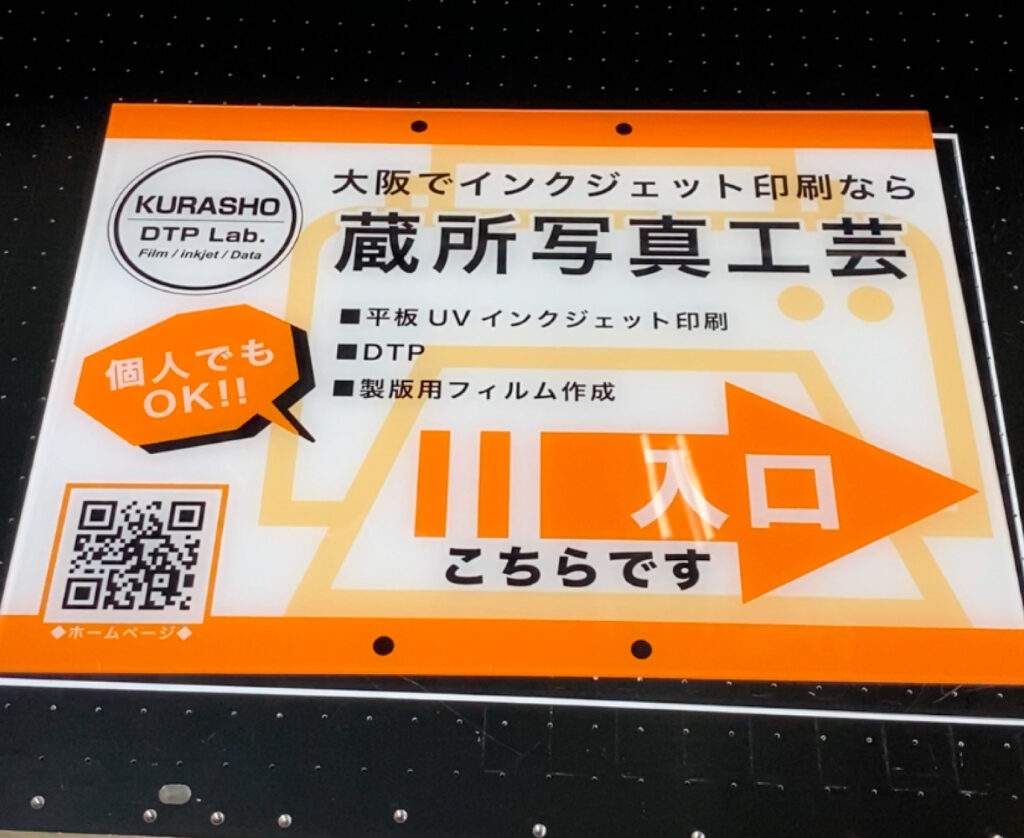 KURASHO
DTP Lab.
Film / inkjet / Data
大阪でインクジェット印刷なら
蔵所写真工芸
■平板UVインクジェット印刷
■DTP
■製版用フィルム作成
個人でも
OK!!
入口
こちらです
◆ホームページ◆